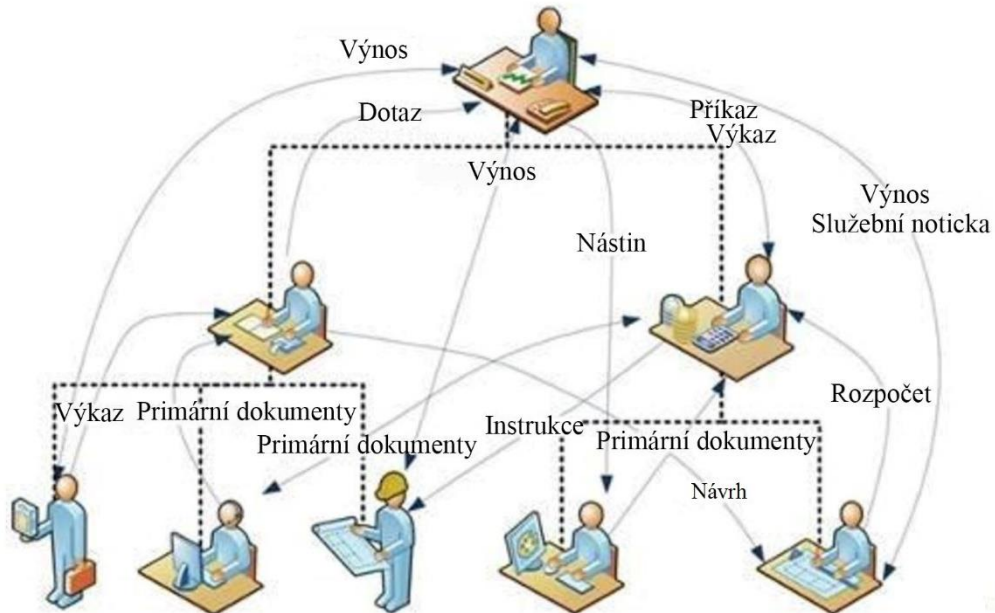 Výnos
Dotaz
Příkaz
Výkaz
Výnos
Výnos
Služební noticka
Nástin
Výkaz
Primární dokumenty
Primární dokumenty
Instrukce
Primární dokumenty
Rozpočet
Návrh